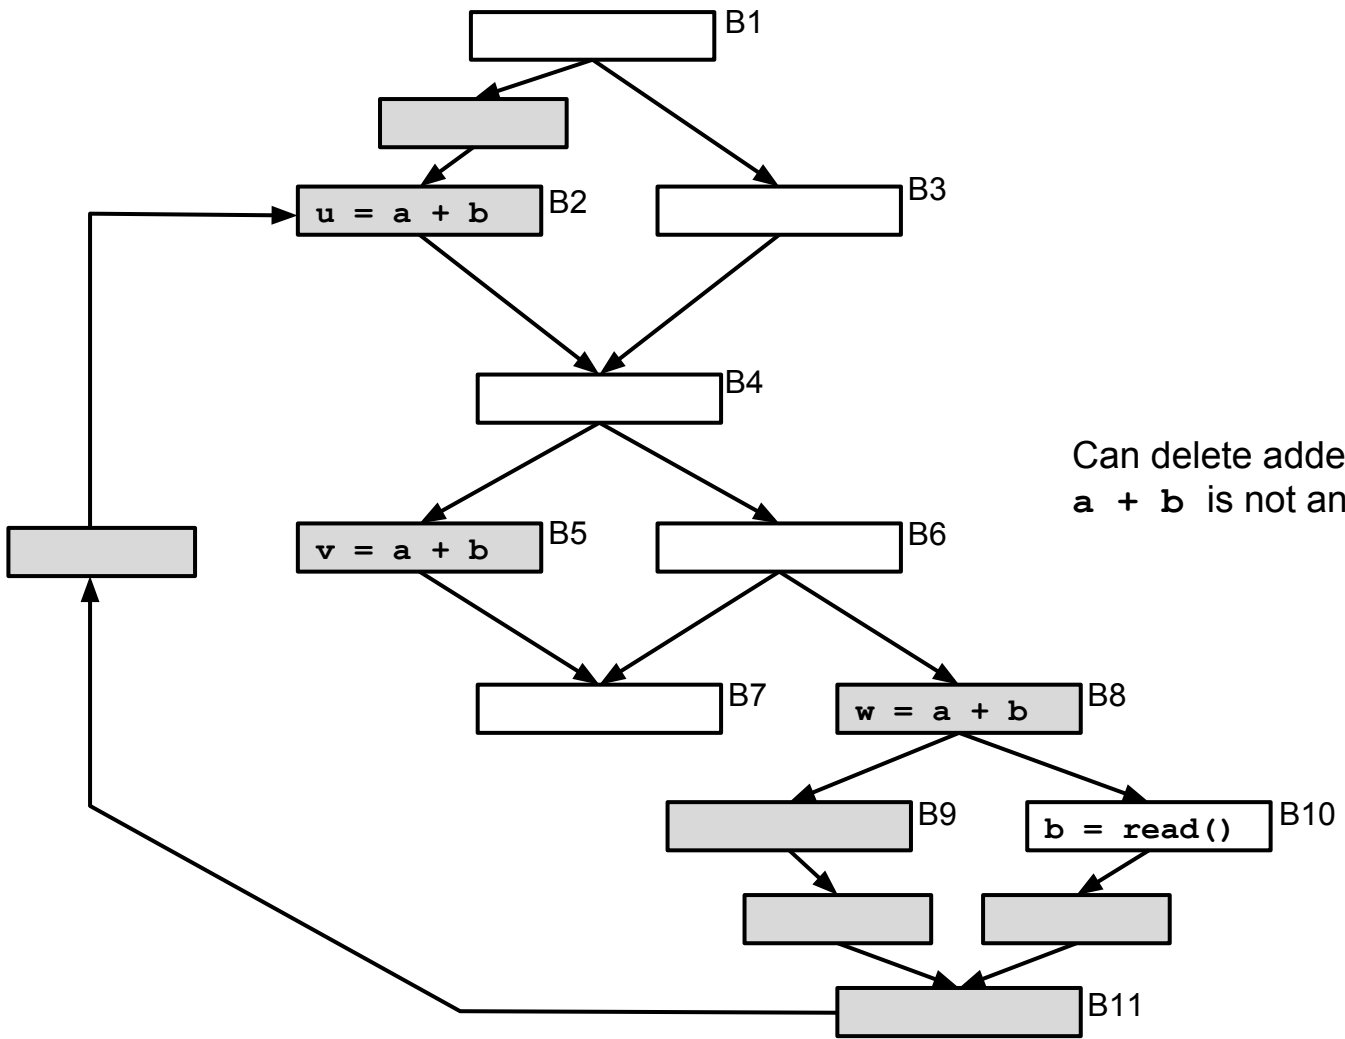 B1
u = a + b
B2
B3
B4
Can delete adde
a + b is not an
v = a + b
B5
B6
B7
w = a + b
B8
B9
b = read()
B10
B11